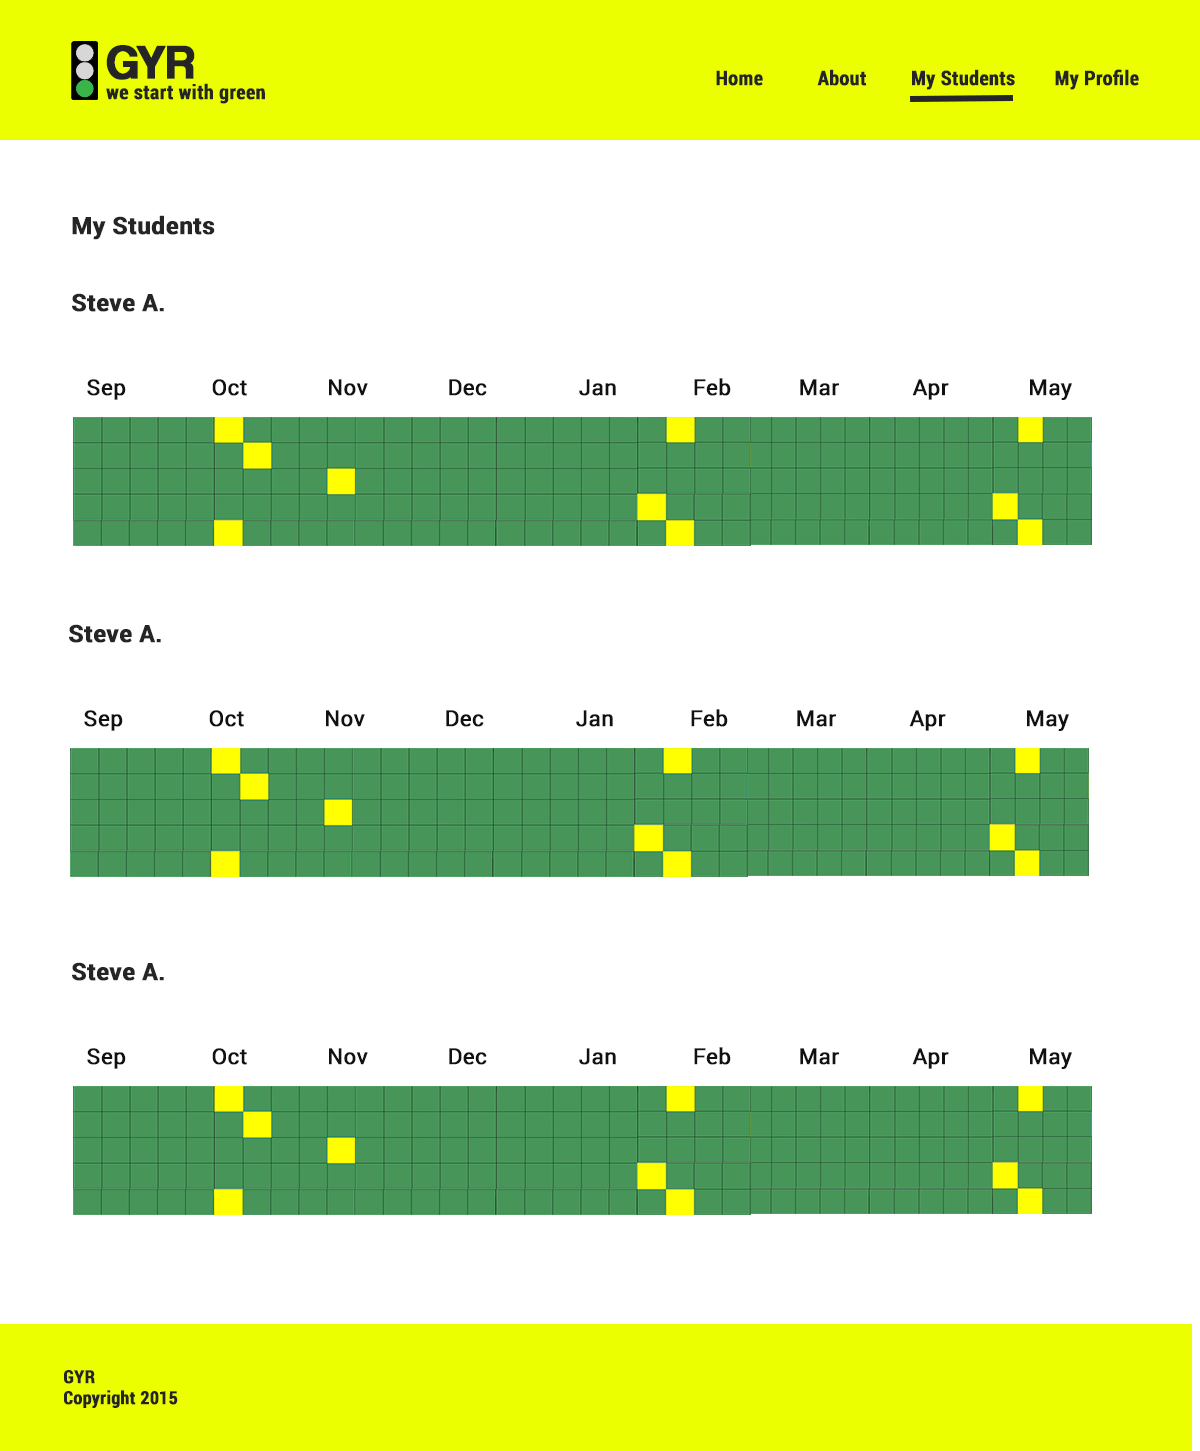 GYR
we start with green
Home About My Students My Profile
My Students
Steve A.
Sep Oct Nov Dec Jan Feb Mar Apr May
Steve A.
Sep Oct Nov Dec Jan Feb Mar Apr May
Steve A.
Sep Oct Nov Dec Jan Feb Mar Apr May
GYR
Copyright 2015